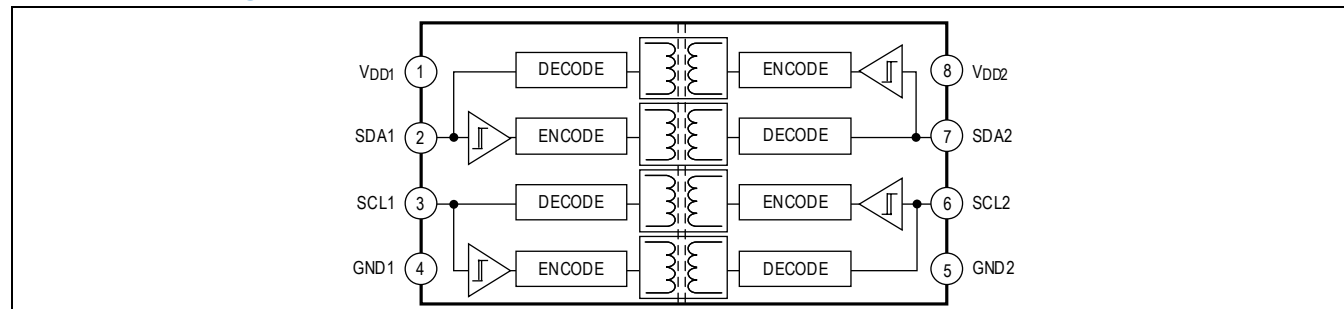 VDD1 1 DECODE ENCODE 8 VDD2
SDA1 2 ENCODE DECODE 7 SDA2
SCL1 3 DECODE ENCODE 6 SCL2
GND1 4 ENCODE DECODE 5 GND2